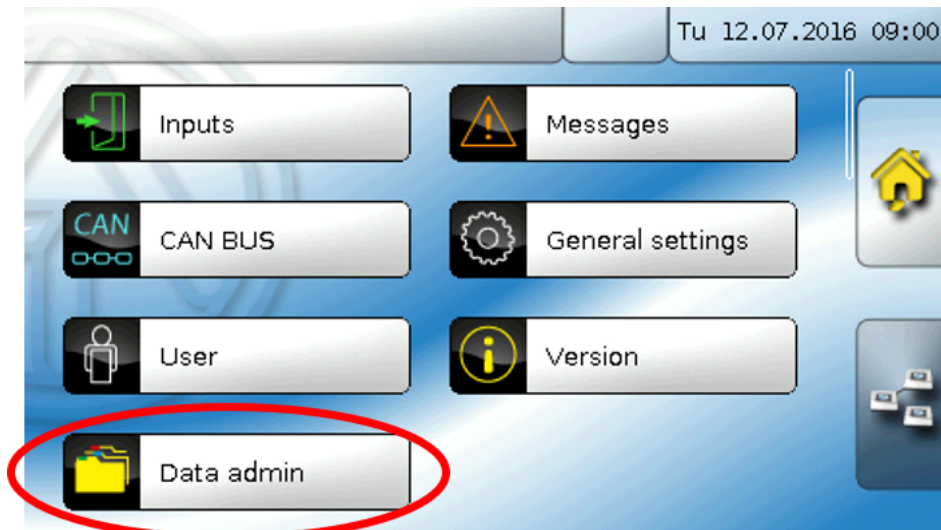 Tu 12.07.2016 09:00
Inputs
Messages
CAN
CAN BUS
General settings
User
Version
Data admin